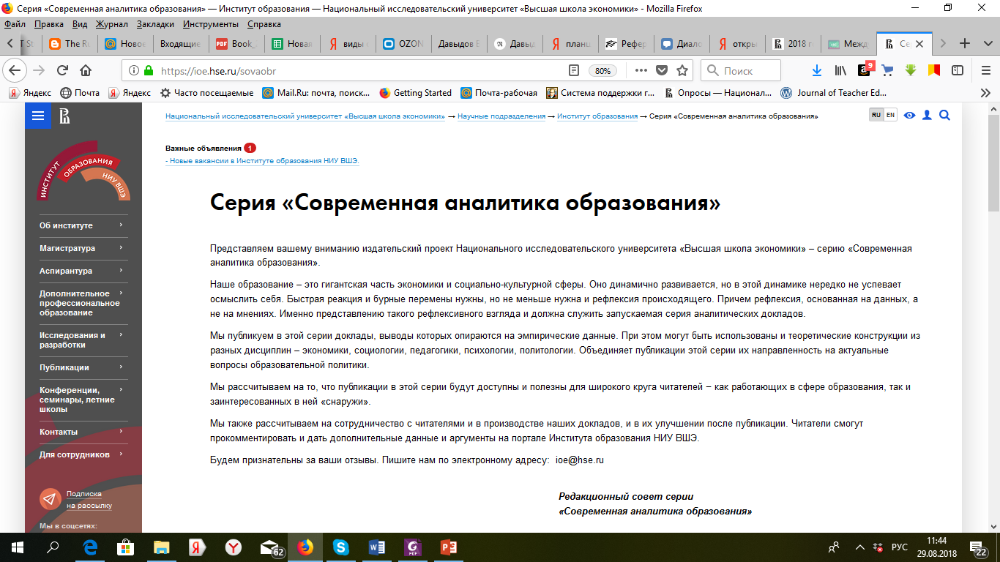 Серия «Современная аналитика образования» — Институт образования — Национальный исследовательский университет «Высшая школа экономики» - Mozilla Firefox
Файл Правка Вид Журнал Закладки Инструменты Справка
T St The Ru Новое Входящие Book_ Новая виды с OZON Давыдов Б Давыд планц Рефер Диало откры 2018 г Межд Се
https://ioe.hse.ru/sovaobr 80% Поиск 9
Яндекс Почта Яндекс Часто посещаемые Mail.Ru: почта, поиск... Getting Started Почта-рабочая Система поддержки г... Опросы — Национал... Journal of Teacher Ed...
Национальный исследовательский университет «Высшая школа экономики» → Научные подразделения → Институт образования → Серия «Современная аналитика образования»
RU EN
ИНСТИТУТ
ОБРАЗОВАНИЯ
НИУ ВШЭ
Об институте
Магистратура
Аспирантура
Дополнительное
профессиональное
образование
Исследования и
разработки
Публикации
Конференции,
семинары, летние
школы
Контакты
Для сотрудников
Подписка
на рассылку
Мы в соцсетях:
Важные объявления 1
- Новые вакансии в Институте образования НИУ ВШЭ.
Серия «Современная аналитика образования»
Представляем вашему вниманию издательский проект Национального исследовательского университета «Высшая школа экономики» – серию «Современная
аналитика образования».
Наше образование – это гигантская часть экономики и социально-культурной сферы. Оно динамично развивается, но в этой динамике нередко не успевает
осмыслить себя. Быстрая реакция и бурные перемены нужны, но не меньше нужна и рефлексия происходящего. Причем рефлексия, основанная на данных, а
не на мнениях. Именно представлению такого рефлексивного взгляда и должна служить запускаемая серия аналитических докладов.
Мы публикуем в этой серии доклады, выводы которых опираются на эмпирические данные. При этом могут быть использованы и теоретические конструкции из
разных дисциплин – экономики, социологии, педагогики, психологии, политологии. Объединяет публикации этой серии их направленность на актуальные
вопросы образовательной политики.
Мы рассчитываем на то, что публикации в этой серии будут доступны и полезны для широкого круга читателей – как работающих в сфере образования, так и
заинтересованных в ней «снаружи».
Мы также рассчитываем на сотрудничество с читателями и в производстве наших докладов, и в их улучшении после публикации. Читатели смогут
прокомментировать и дать дополнительные данные и аргументы на портале Института образования НИУ ВШЭ.
Будем признательны за ваши отзывы. Пишите нам по электронному адресу: ioe@hse.ru
Редакционный совет серии
«Современная аналитика образования»
62
РУС
11:44
29.08.2018
22